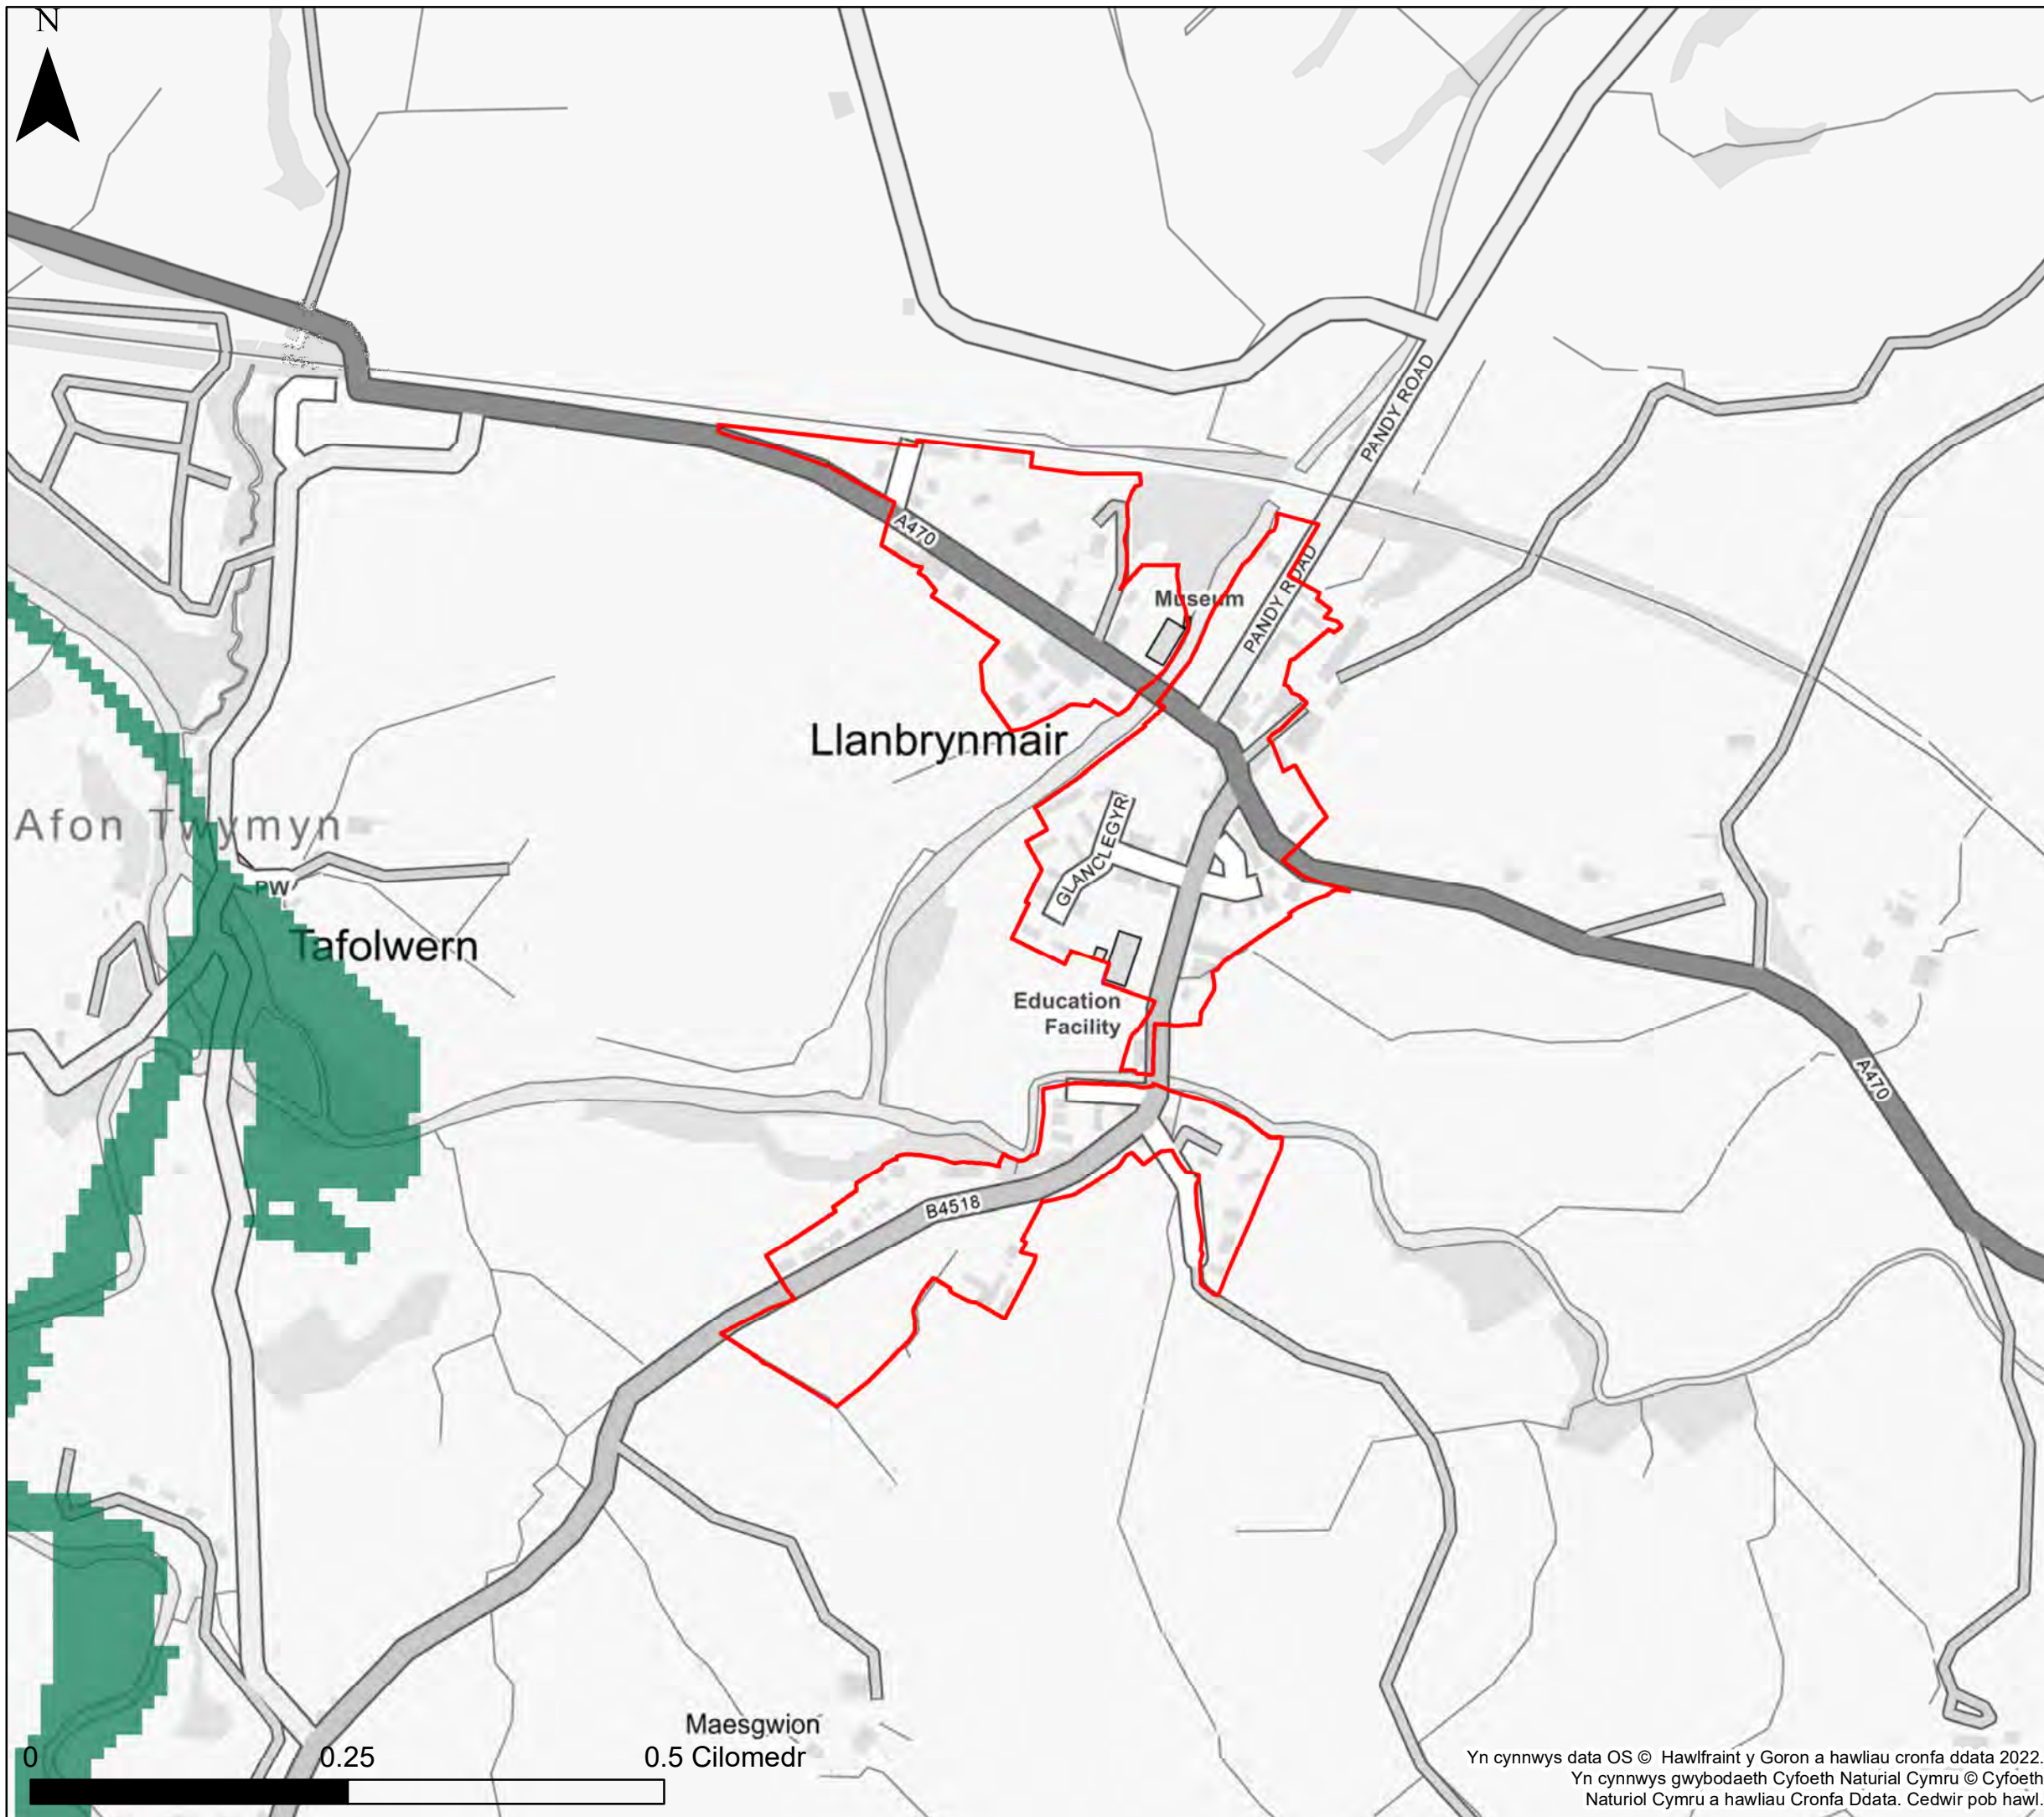 N
PANDY ROAD
A470
PANDY ROAD
Museum
Llanbrynmair
GLANCLEGYR
Afon Twymyn
PW
Tafolwern
Education
Facility
A470
B4518
Maesgwion
0 0.25 0.5 Cilomedr
Yn cynnwys data OS © Hawlfraint y Goron a hawliau cronfa ddata 2022.
Yn cynnwys gwybodaeth Cyfoeth Naturial Cymru © Cyfoeth
Naturiol Cymru a hawliau Cronfa Ddata. Cedwir pob hawl.